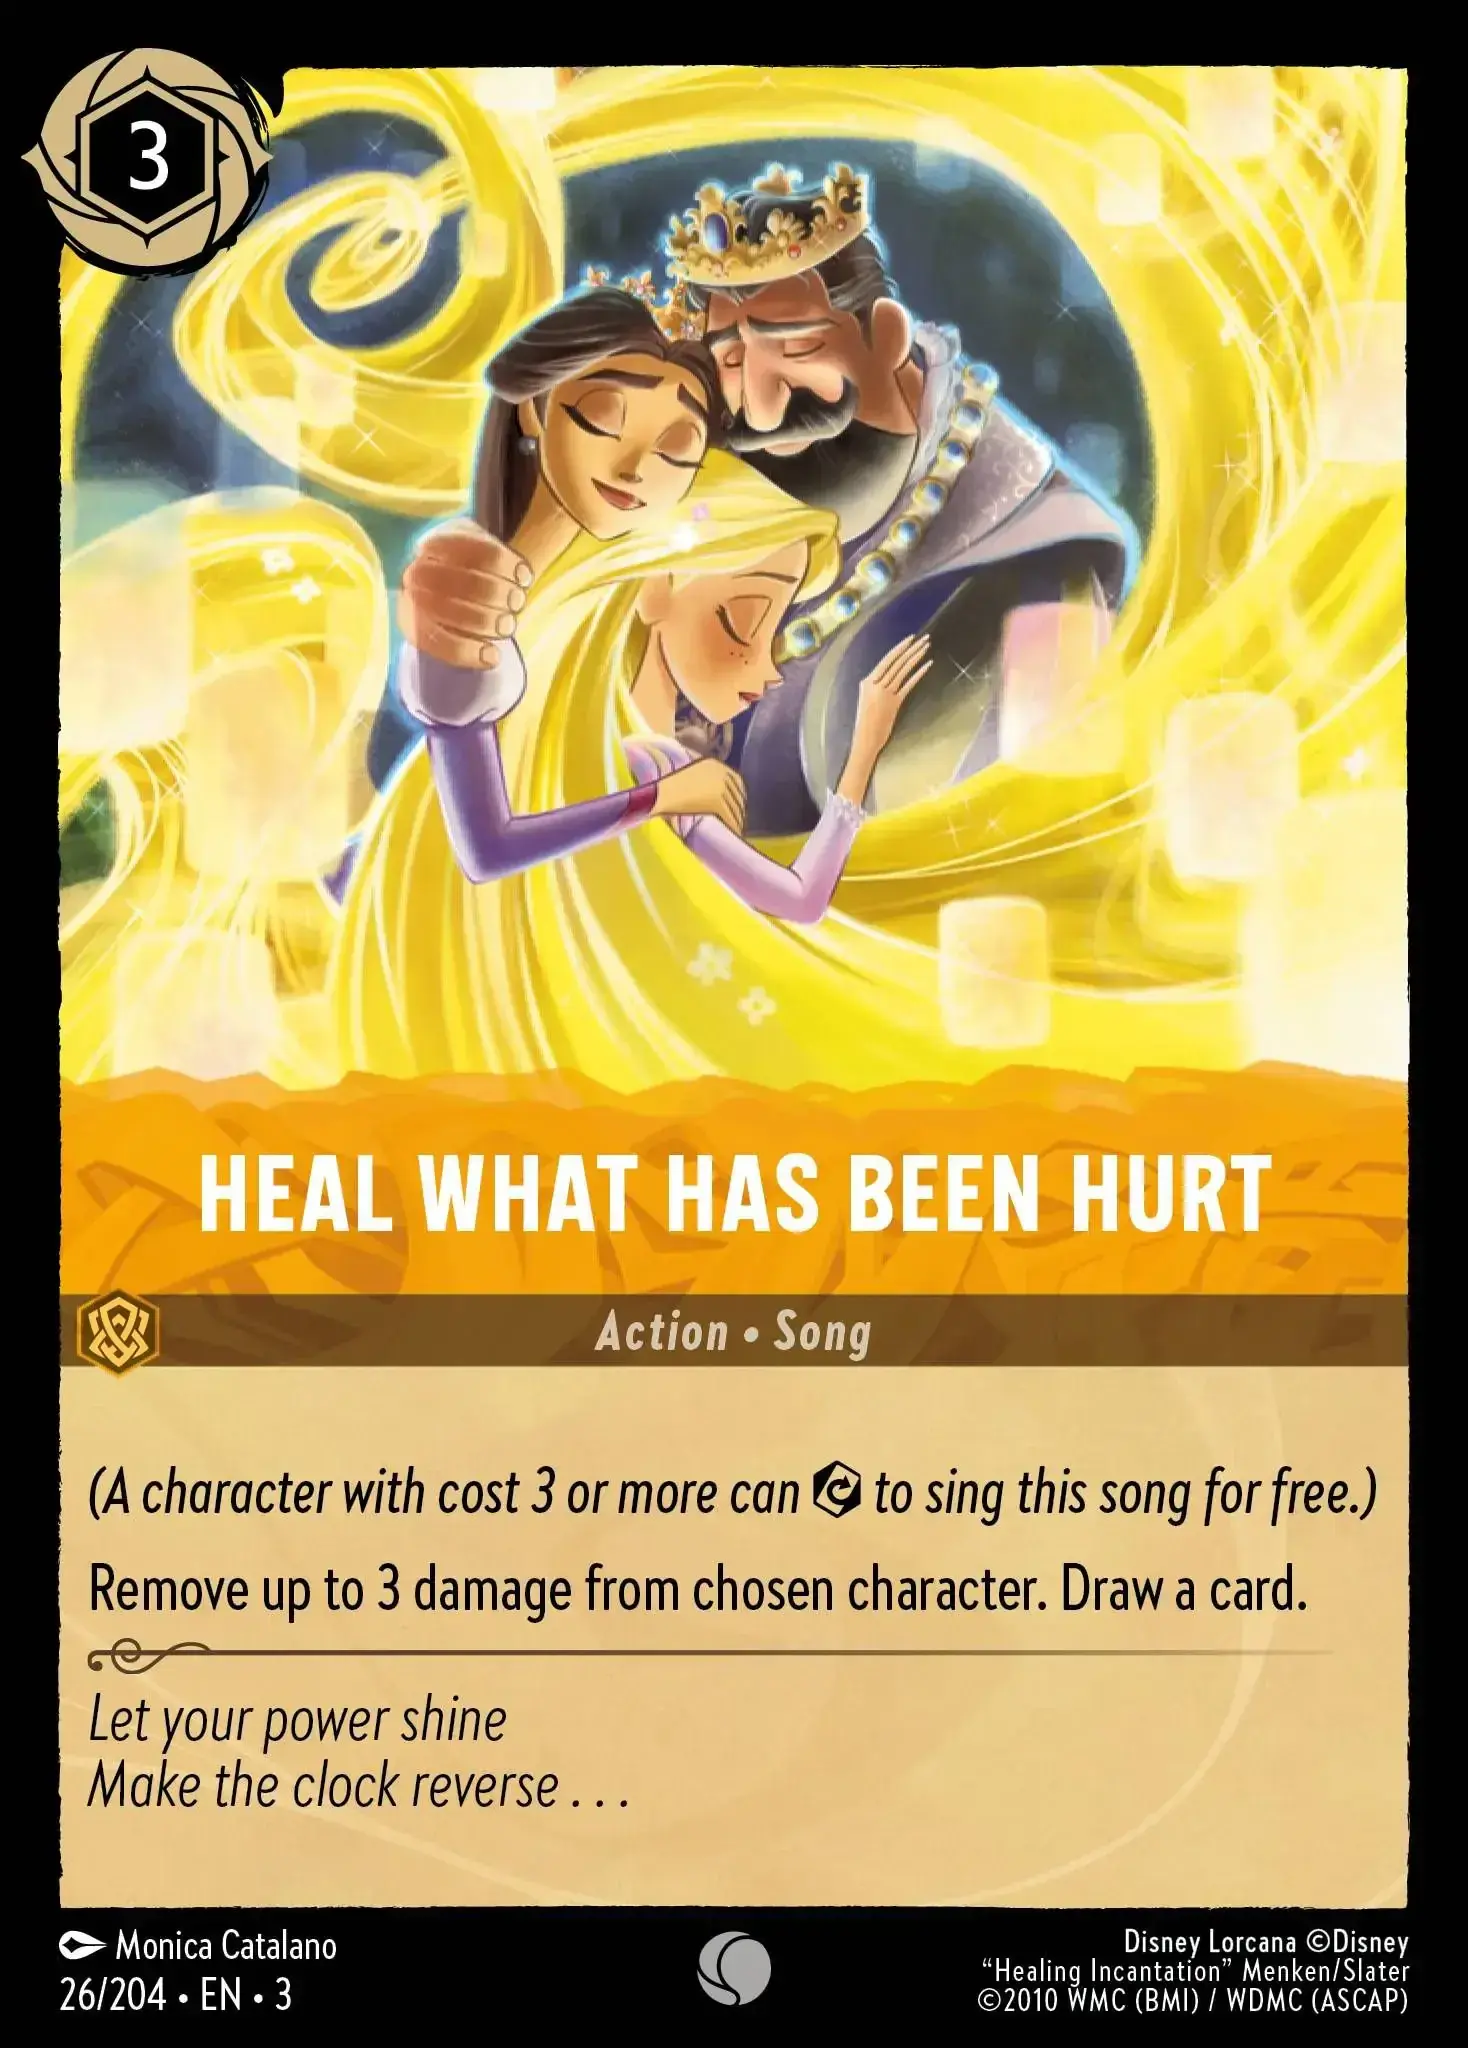 3
HEAL WHAT HAS BEEN HURT
Action • Song
(A character with cost 3 or more can to sing this song for free.)
Remove up to 3 damage from chosen character. Draw a card.
Let your power shine
Make the clock reverse . . .
Monica Catalano
26/204 • EN • 3
Disney Lorcana ©Disney
“Healing Incantation” Menken/Slater
©2010 WMC (BMI) / WDMC (ASCAP)